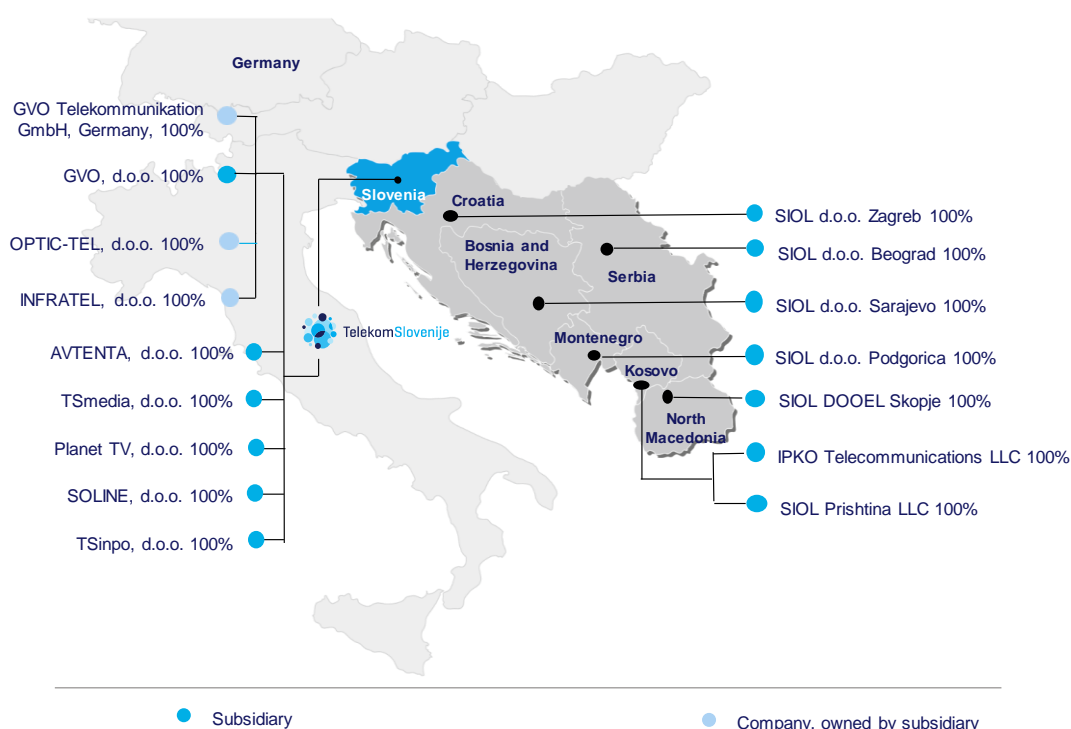 Germany
GVO Telekommunikation
GmbH, Germany, 100%
GVO, d.o.o. 100%
OPTIC-TEL, d.o.o. 100%
INFRATEL, d.o.o. 100%
AVTENTA, d.o.o. 100%
TSmedia, d.o.o. 100%
Planet TV, d.o.o. 100%
SOLINE, d.o.o. 100%
TSinpo, d.o.o. 100%
TelekomSlovenije
Slovenia
Croatia
Bosnia and
Herzegovina
Serbia
Montenegro
Kosovo
North
Macedonia
SIOL d.o.o. Zagreb 100%
SIOL d.o.o. Beograd 100%
SIOL d.o.o. Sarajevo 100%
SIOL d.o.o. Podgorica 100%
SIOL DOOEL Skopje 100%
IPKO Telecommunications LLC 100%
SIOL Prishtina LLC 100%
Subsidiary
Company, owned by subsidiary